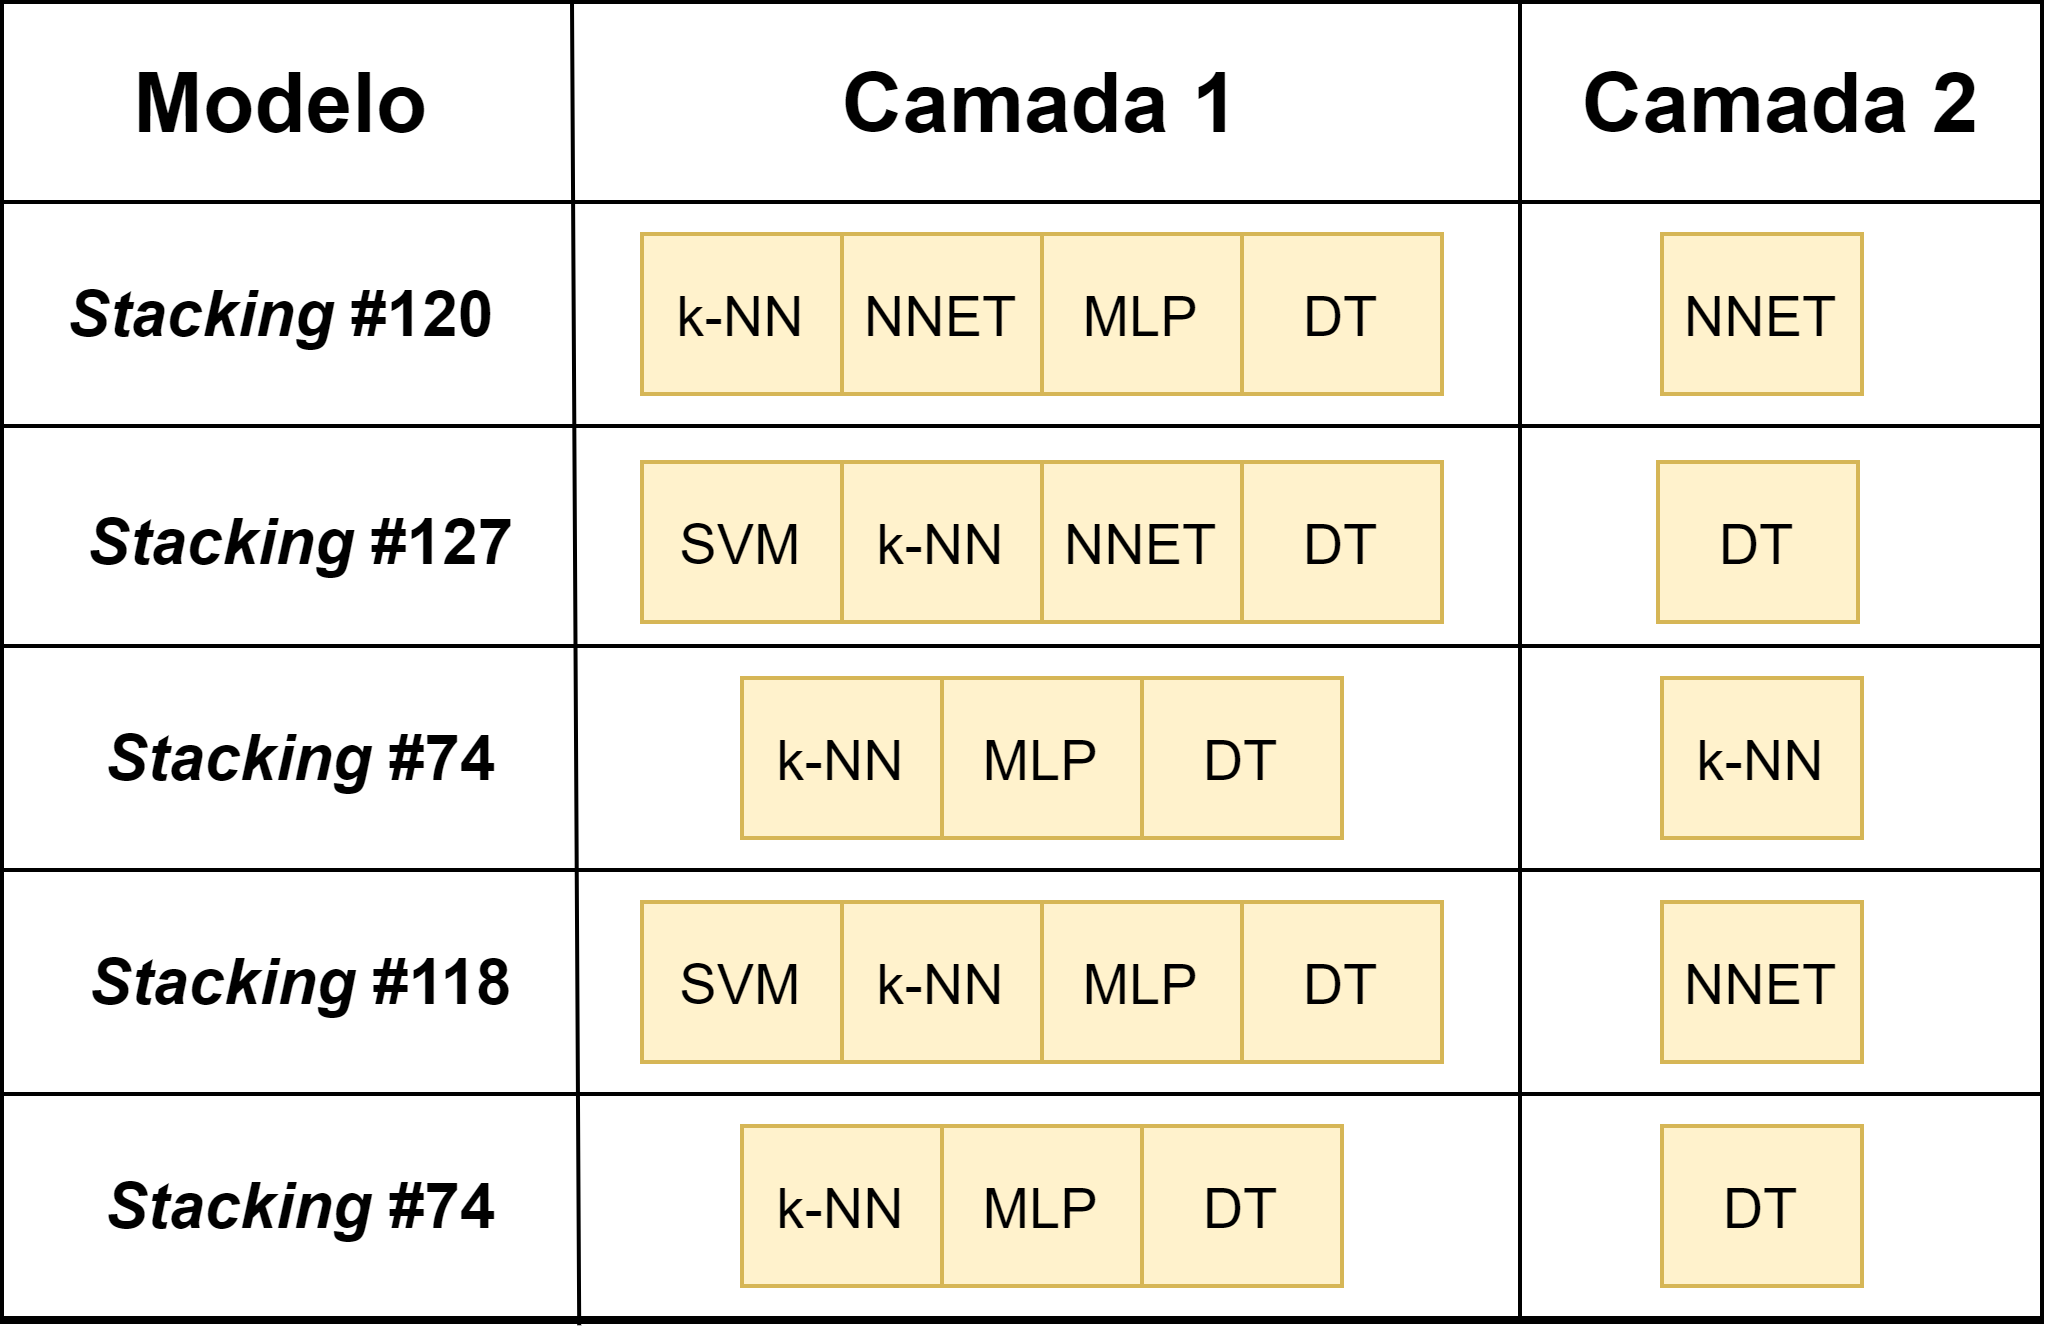 Modelo Camada 1 Camada 2
Stacking #120 k-NN NNET MLP DT NNET
Stacking #127 SVM k-NN NNET DT DT
Stacking #74 k-NN MLP DT k-NN
Stacking #118 SVM k-NN MLP DT NNET
Stacking #74 k-NN MLP DT DT